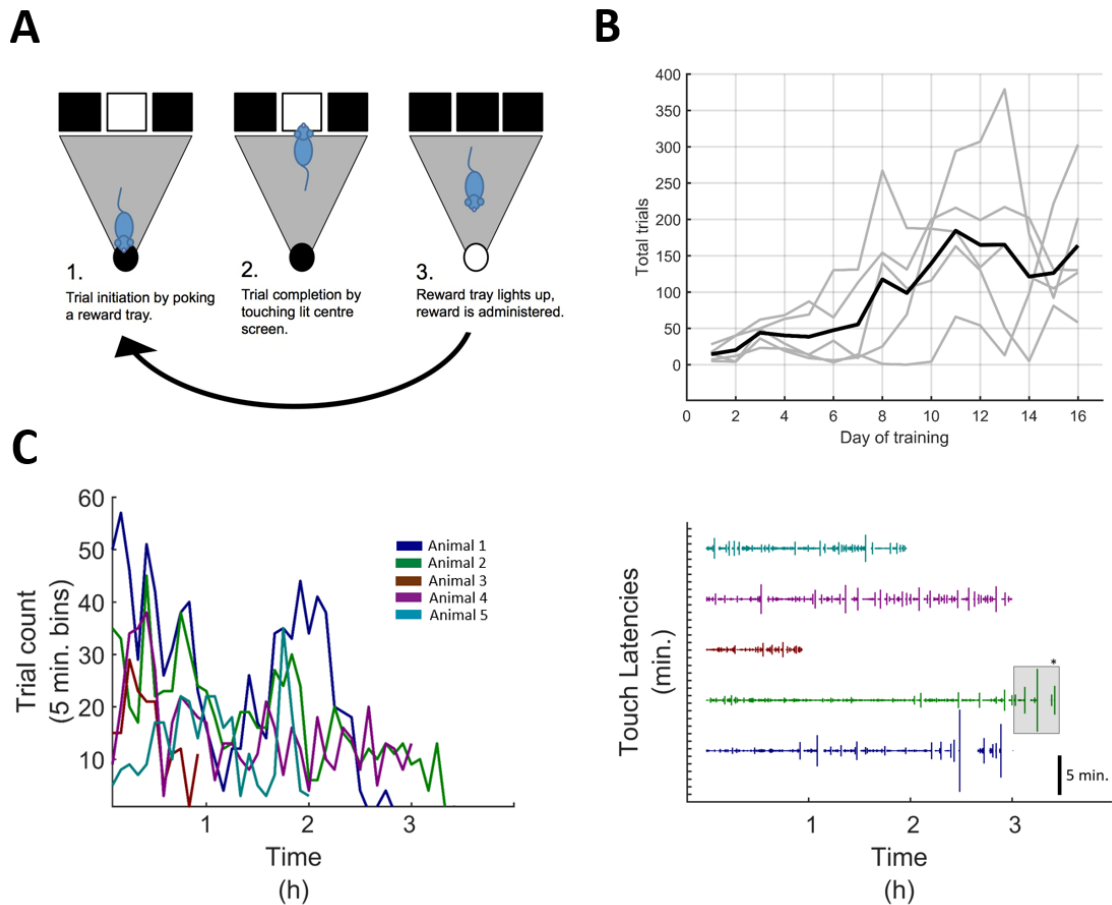 A
1.
Trial initiation by poking
a reward tray.
2.
Trial completion by
touching lit centre
screen.
3.
Reward tray lights up,
reward is administered.
B
400
350
300
250
200
150
100
50
0
Total trials
0 2 4 6 8 10 12 14 16
Day of training
C
60
50
40
30
20
10
Trial count
(5 min. bins)
Animal 1
Animal 2
Animal 3
Animal 4
Animal 5
1 2 3
Time
(h)
Touch Latencies
(min.)
*
5 min.
1 2 3
Time
(h)